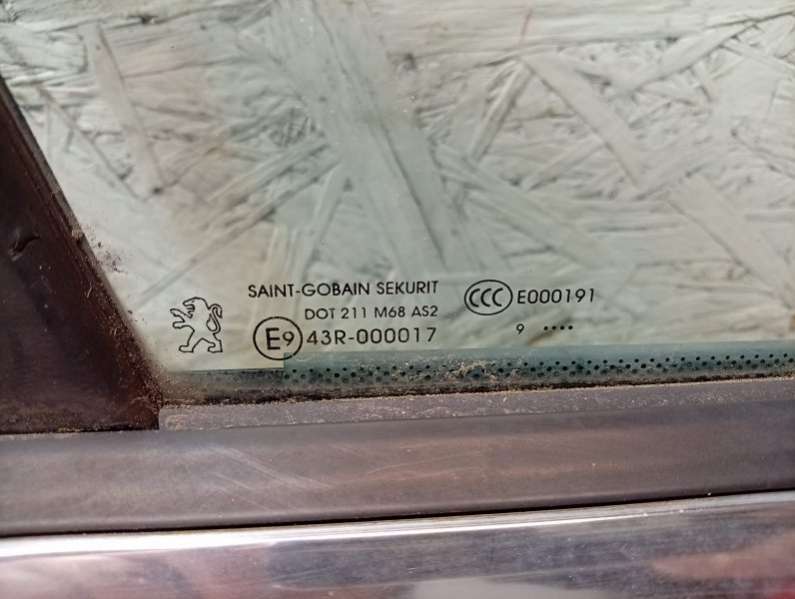 SAINT-GOBAIN SEKURIT
DOT 211 M68 AS2
E9 43R-000017
CCC E000191
9 ••••